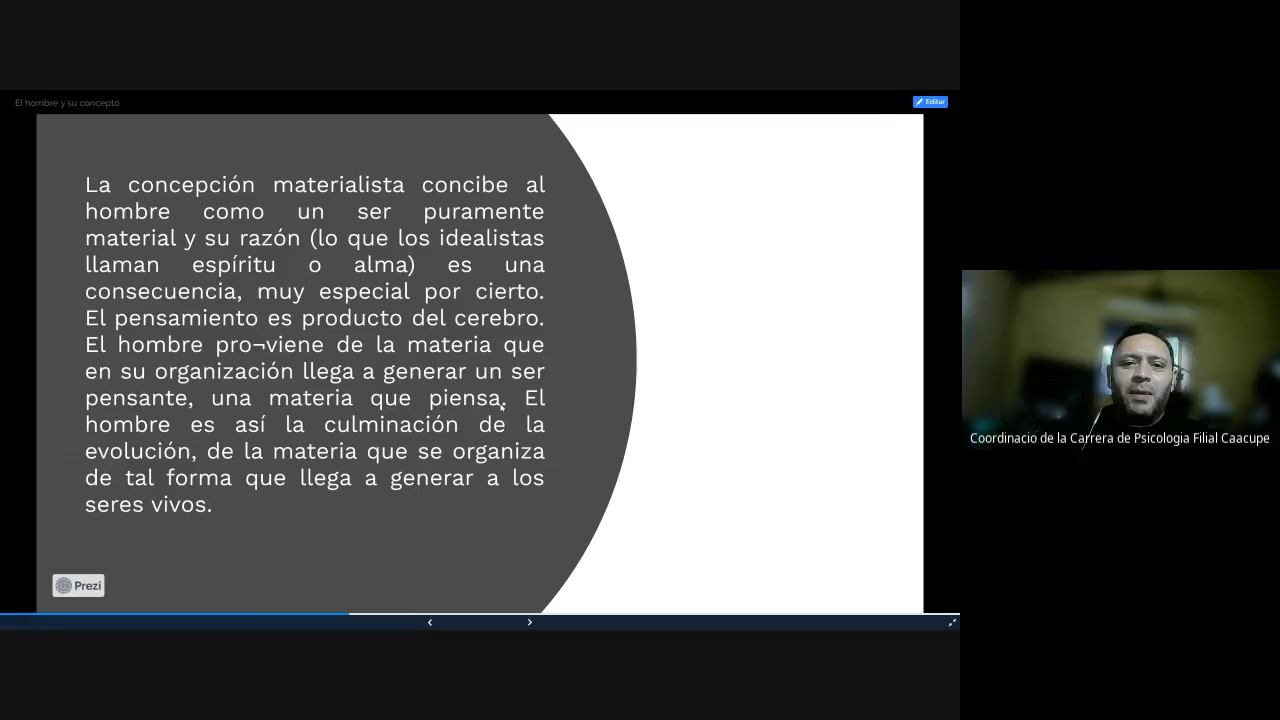 El hombre y su concepto
Editar
La concepción materialista concibe al
hombre como un ser puramente
material y su razón (lo que los idealistas
llaman espíritu o alma) es una
consecuencia, muy especial por cierto.
El pensamiento es producto del cerebro.
El hombre pro¬viene de la materia que
en su organización llega a generar un ser
pensante, una materia que piensa. El
hombre es así la culminación de la
evolución, de la materia que se organiza
de tal forma que llega a generar a los
seres vivos.
Prezi
Coordinacio de la Carrera de Psicologia Filial Caacupe